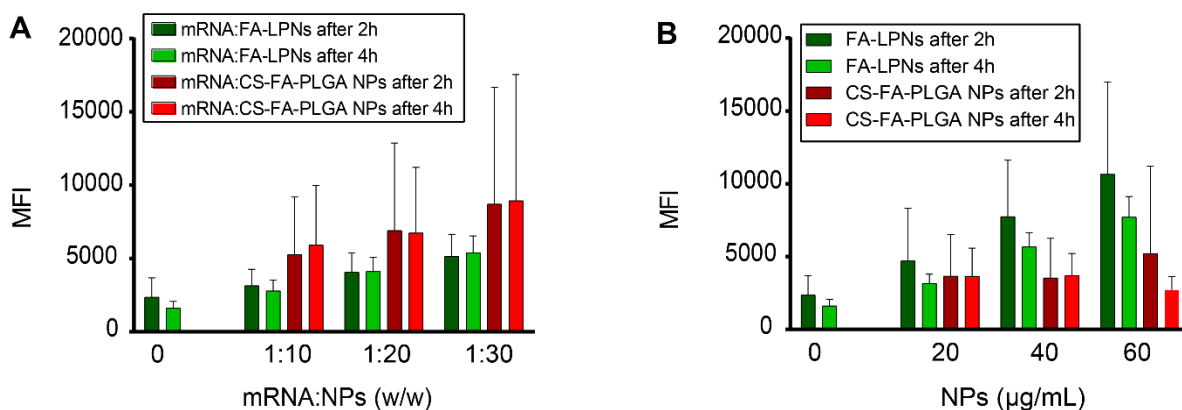 A
mRNA:FA-LPNs after 2h
mRNA:FA-LPNs after 4h
mRNA:CS-FA-PLGA NPs after 2h
mRNA:CS-FA-PLGA NPs after 4h
20000
15000
10000
5000
0
MFI
0 1:10 1:20 1:30
mRNA:NPs (w/w)
B
FA-LPNs after 2h
FA-LPNs after 4h
CS-FA-PLGA NPs after 2h
CS-FA-PLGA NPs after 4h
20000
15000
10000
5000
0
MFI
0 20 40 60
NPs (µg/mL)